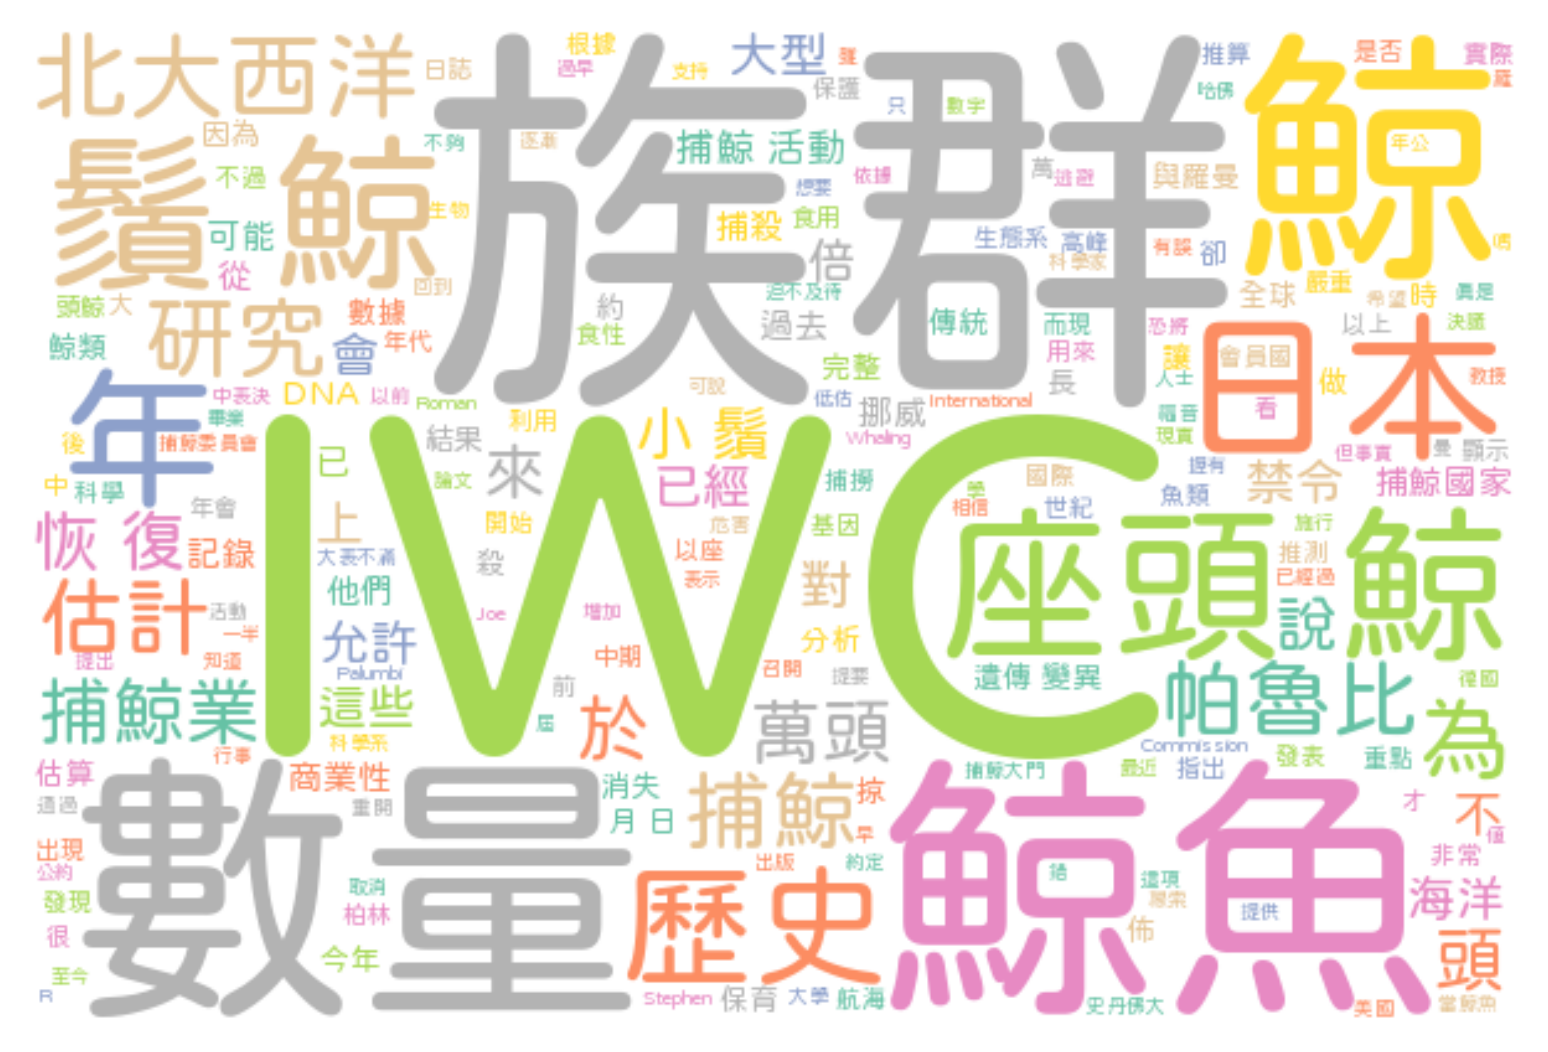 北大西洋
日誌
根據
過早
支持
大型
推算
是否
實際
族群
鯨
保護
哈佛
因為
不夠
逐漸
只
數字
年公
鬚鯨
捕鯨 活動
萬
逃避
與羅曼
不過
依據
想要
生物
可能
捕殺
食用
生態系
高峰
有誤
卻
從
倍
科學家
回到
追不及待
全球
嚴重
希望
時
真是
頭鯨
大
約
研究
數據
食性
過去
傳統
而現
恐將
以上
決議
鯨類
會
年代
完整
用來
讓
會員國
日本
年
中表決
DNA
以前
可說
低估
長
人士
做
教授
看
畢業
Roman
利用
小 鬚
挪威
International
福音
後
捕鯨委員會
結果
Whaling
現實
但事實
曼
顯示
IWC
已
來
已經
捕撈
國際
擁有
禁令
捕鯨國家
中
科學
論文
學
魚類
年會
上
開始
危害
基因
相信
世紀
座頭鯨
旅行
恢 復
記錄
大表不滿
殺
以座
推測
表示
已經過
估計
他們
對
活動
Joe
增加
說
一半
允許
分析
提出
知道
中期
召開
提要
遺傳 變異
Palumbi
前
德國
捕鯨業
這些
屆
於
萬頭
帕魯比
為
科學系
Commission
行事
發表
重點
估算
商業性
捕鯨大門
最近
指出
數量
消失
捕鯨
掠
鯨魚
通過
重開
月 日
才
不
早
值
出現
出版
約定
非常
公約
取消
歷史
這項
發現
柏林
提供
海洋
很
佈
頭
今年
至今
R
Stephen
保育
大學
航海
史丹佛大
美國
當鯨魚